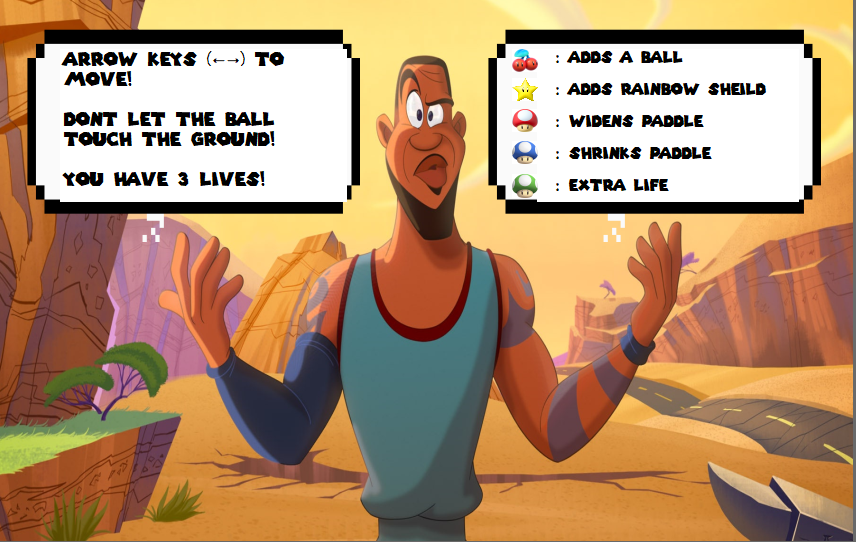 ARROW KEYS (←→) TO
MOVE!
DONT LET THE BALL
TOUCH THE GROUND!
YOU HAVE 3 LIVES!
: ADDS A BALL
: ADDS RAINBOW SHEILD
: WIDENS PADDLE
: SHRINKS PADDLE
: EXTRA LIFE